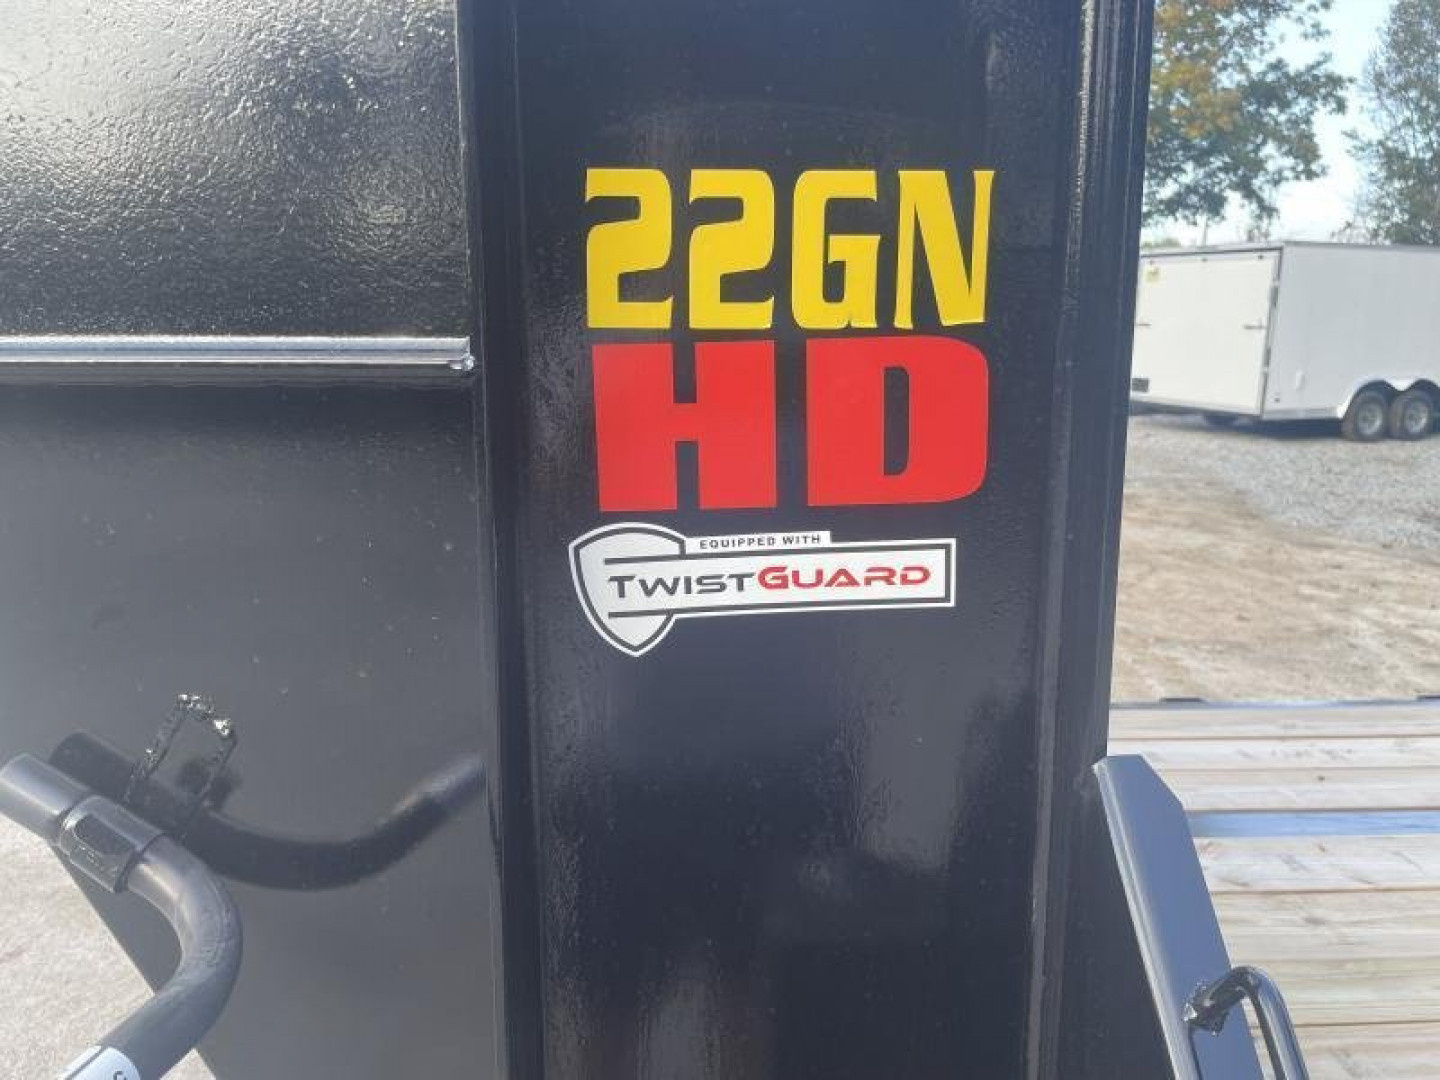 22GN
HD
EQUIPPED WITH
TWISTGUARD